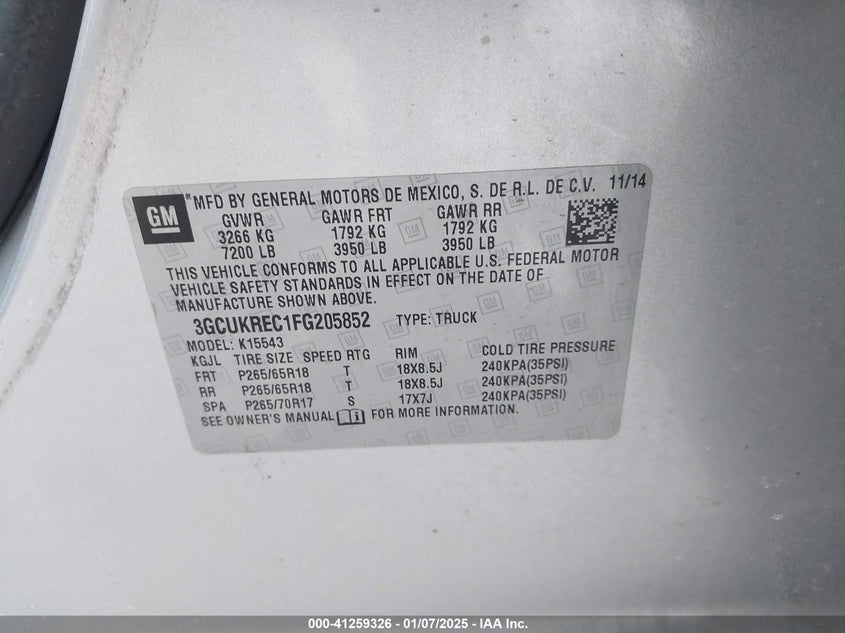 GM
*MFD BY GENERAL MOTORS DE MEXICO, S. DE R.L. DE C.V. 11/14
GVWR GAWR FRT GAWR RR
3266 KG 1792 KG 1792 KG
7200 LB 3950 LB 3950 LB
THIS VEHICLE CONFORMS TO ALL APPLICABLE U.S. FEDERAL MOTOR
VEHICLE SAFETY STANDARDS IN EFFECT ON THE DATE OF
MANUFACTURE SHOWN ABOVE.
3GCUKREC1FG205852 TYPE: TRUCK
MODEL: K15543
KGJL TIRE SIZE SPEED RTG RIM COLD TIRE PRESSURE
FRT P265/65R18 T 18X8.5J 240KPA(35PSI)
RR P265/65R18 T 18X8.5J 240KPA(35PSI)
SPA P265/70R17 S 17X7J 240KPA(35PSI)
SEE OWNER'S MANUAL FOR MORE INFORMATION.
000-41259326 - 01/07/2025 - IAA Inc.